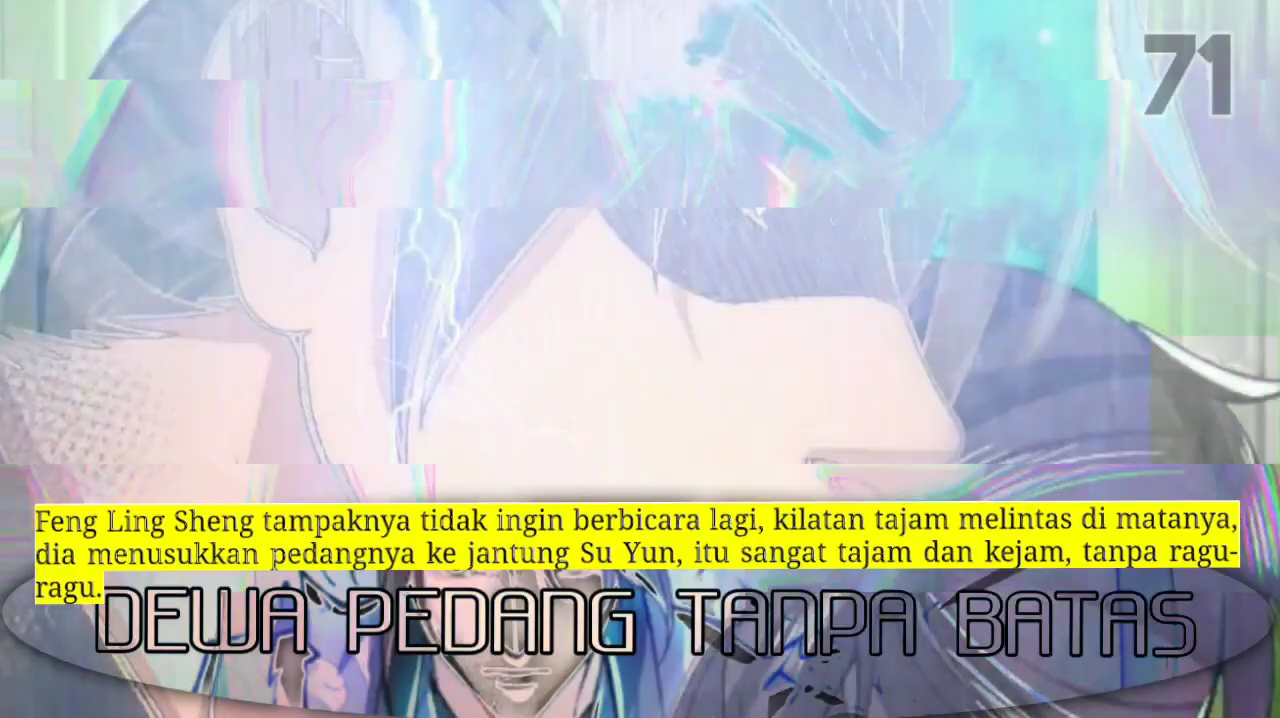 71
Feng Ling Sheng tampaknya tidak ingin berbicara lagi, kilatan tajam melintas di matanya,
dia menusukkan pedangnya ke jantung Su Yun, itu sangat tajam dan kejam, tanpa ragu-
ragu.
DEWA PEDANG TANPA BATAS